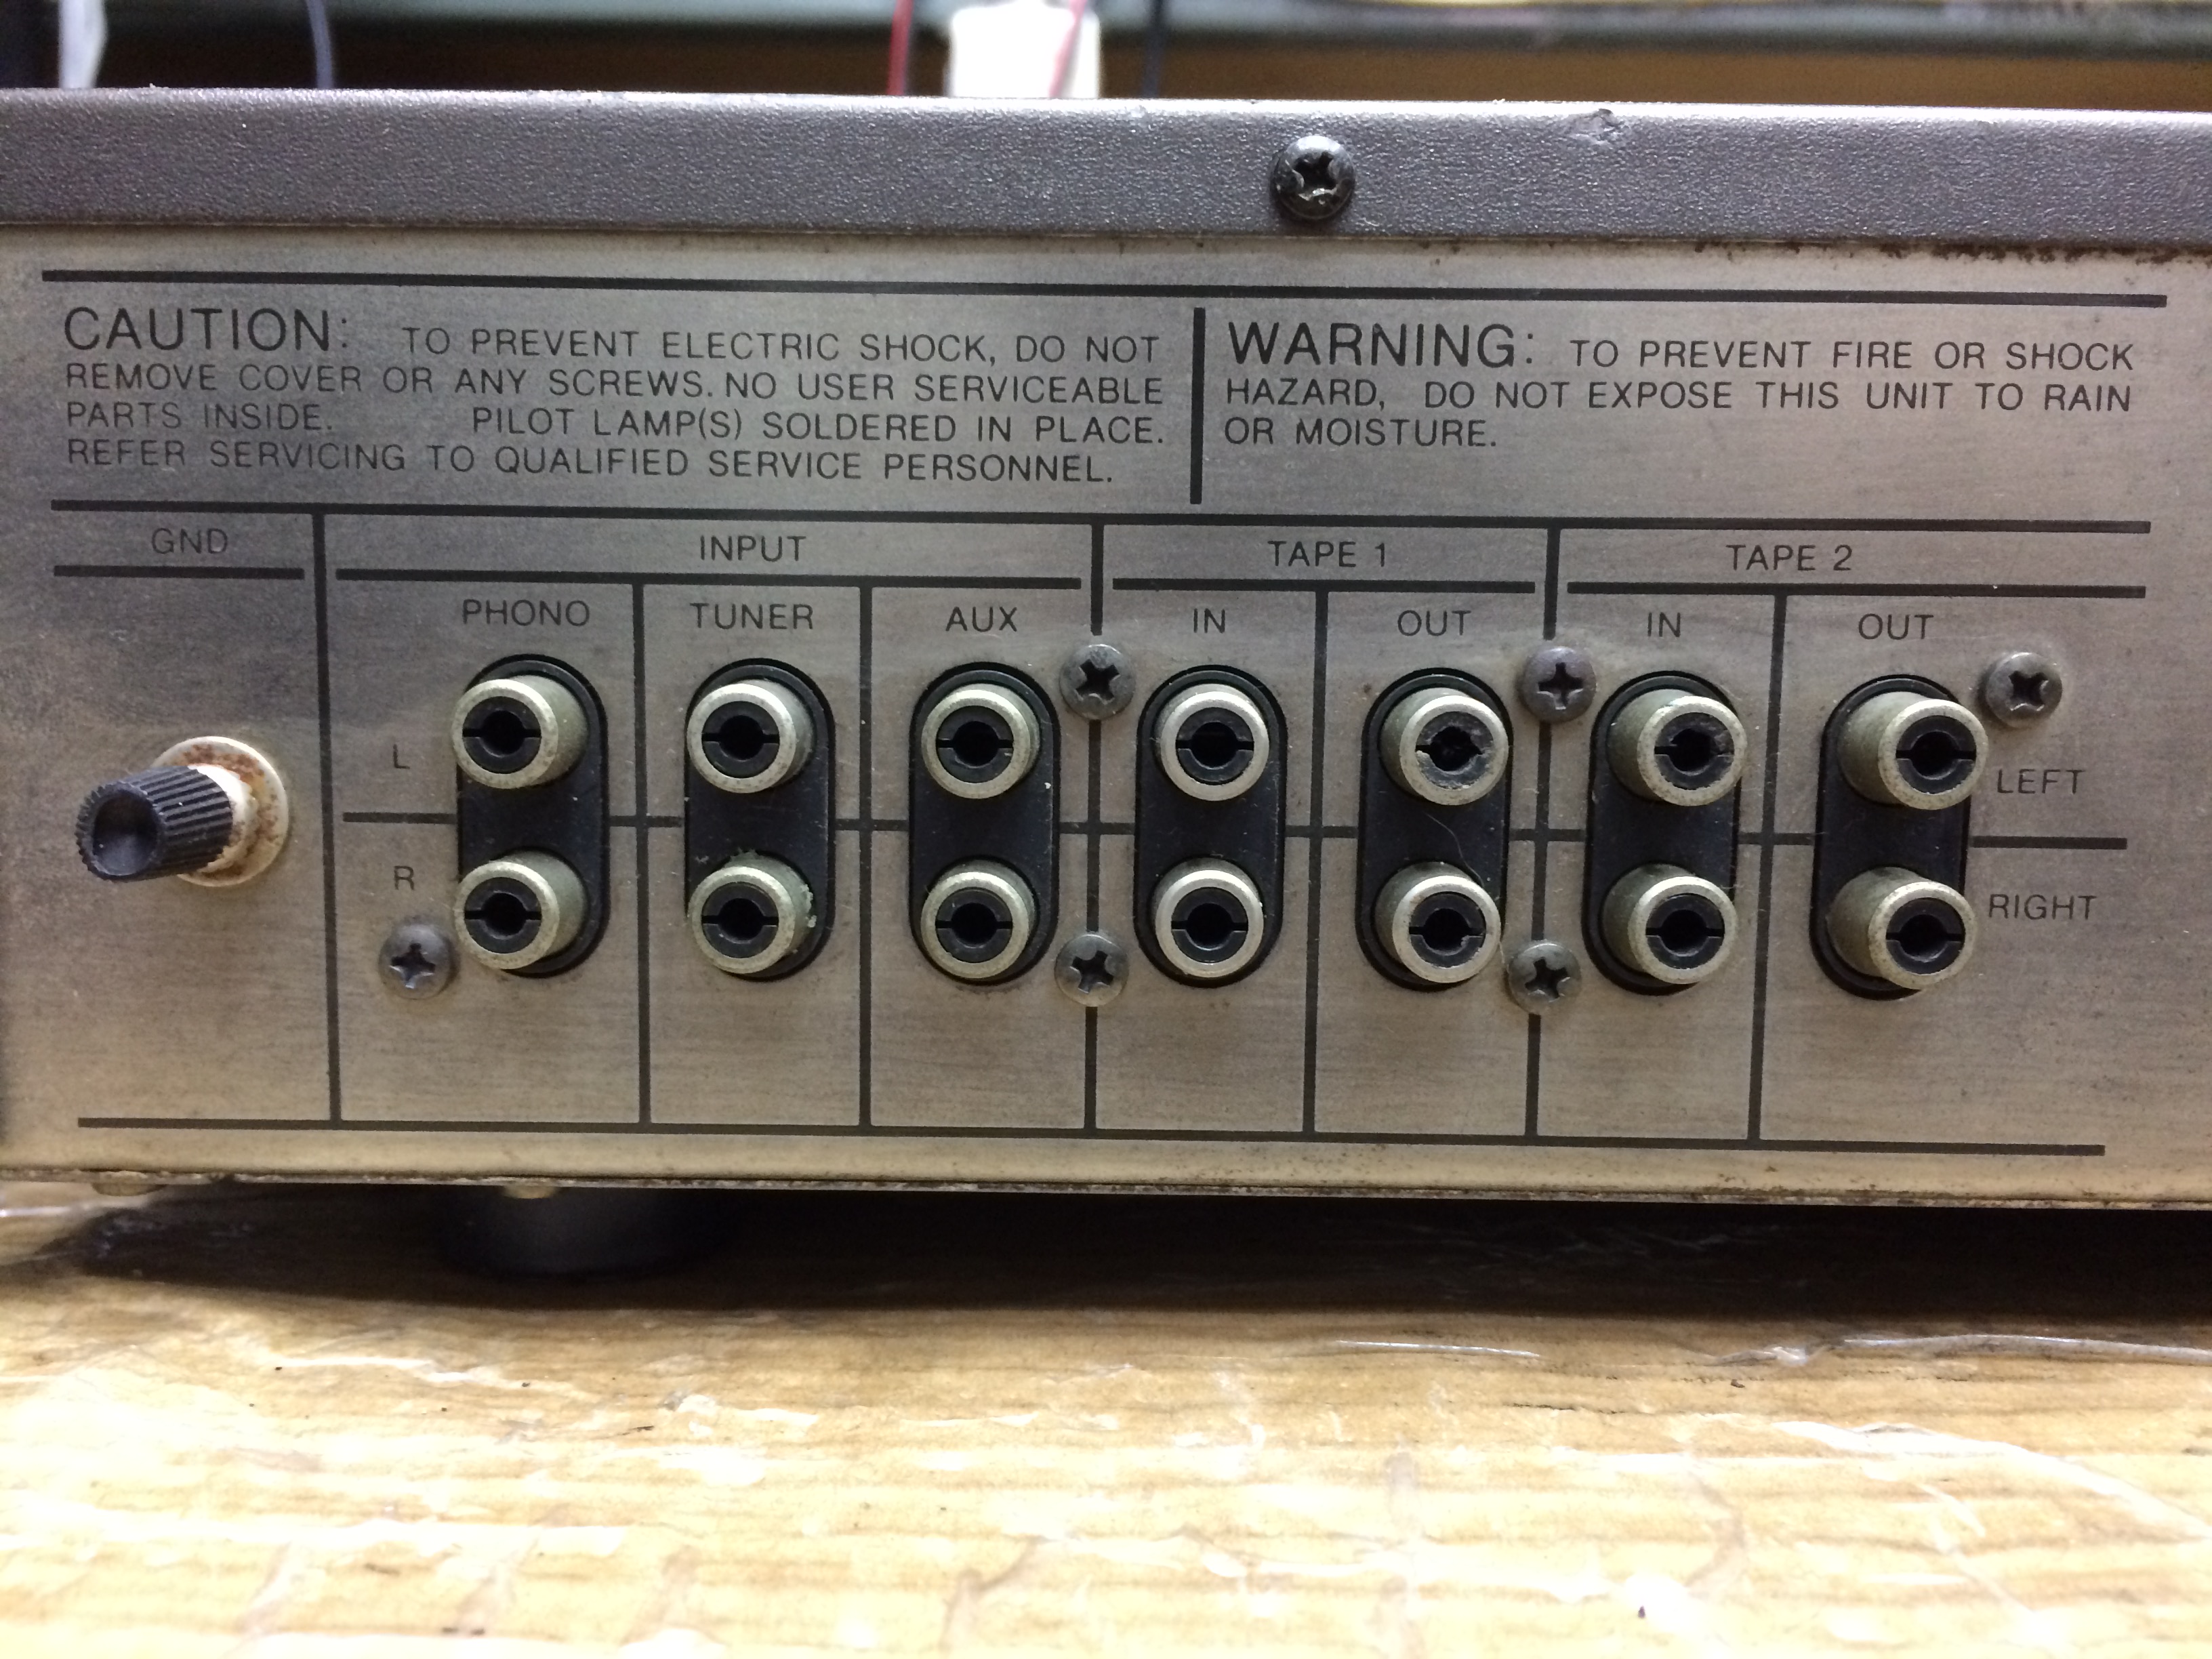 CAUTION: TO PREVENT ELECTRIC SHOCK, DO NOT
REMOVE COVER OR ANY SCREWS. NO USER SERVICEABLE
PARTS INSIDE. PILOT LAMP(S) SOLDERED IN PLACE.
REFER SERVICING TO QUALIFIED SERVICE PERSONNEL.
WARNING: TO PREVENT FIRE OR SHOCK
HAZARD, DO NOT EXPOSE THIS UNIT TO RAIN
OR MOISTURE.
GND
INPUT
TAPE 1
TAPE 2
PHONO
TUNER
AUX
IN
OUT
IN
OUT
L
LEFT
R
RIGHT